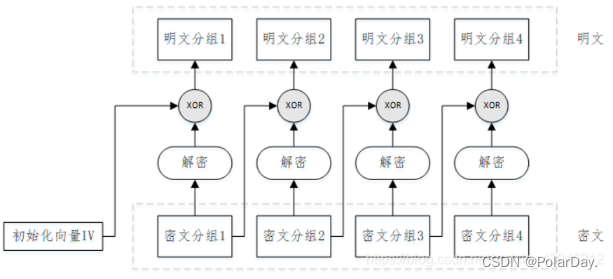 明文分组1 明文分组2 明文分组3 明文分组4 明文
XOR XOR XOR XOR
解密 解密 解密 解密
初始化向量IV 密文分组1 密文分组2 密文分组3 密文分组4 密文
CSDN @PolarDay.